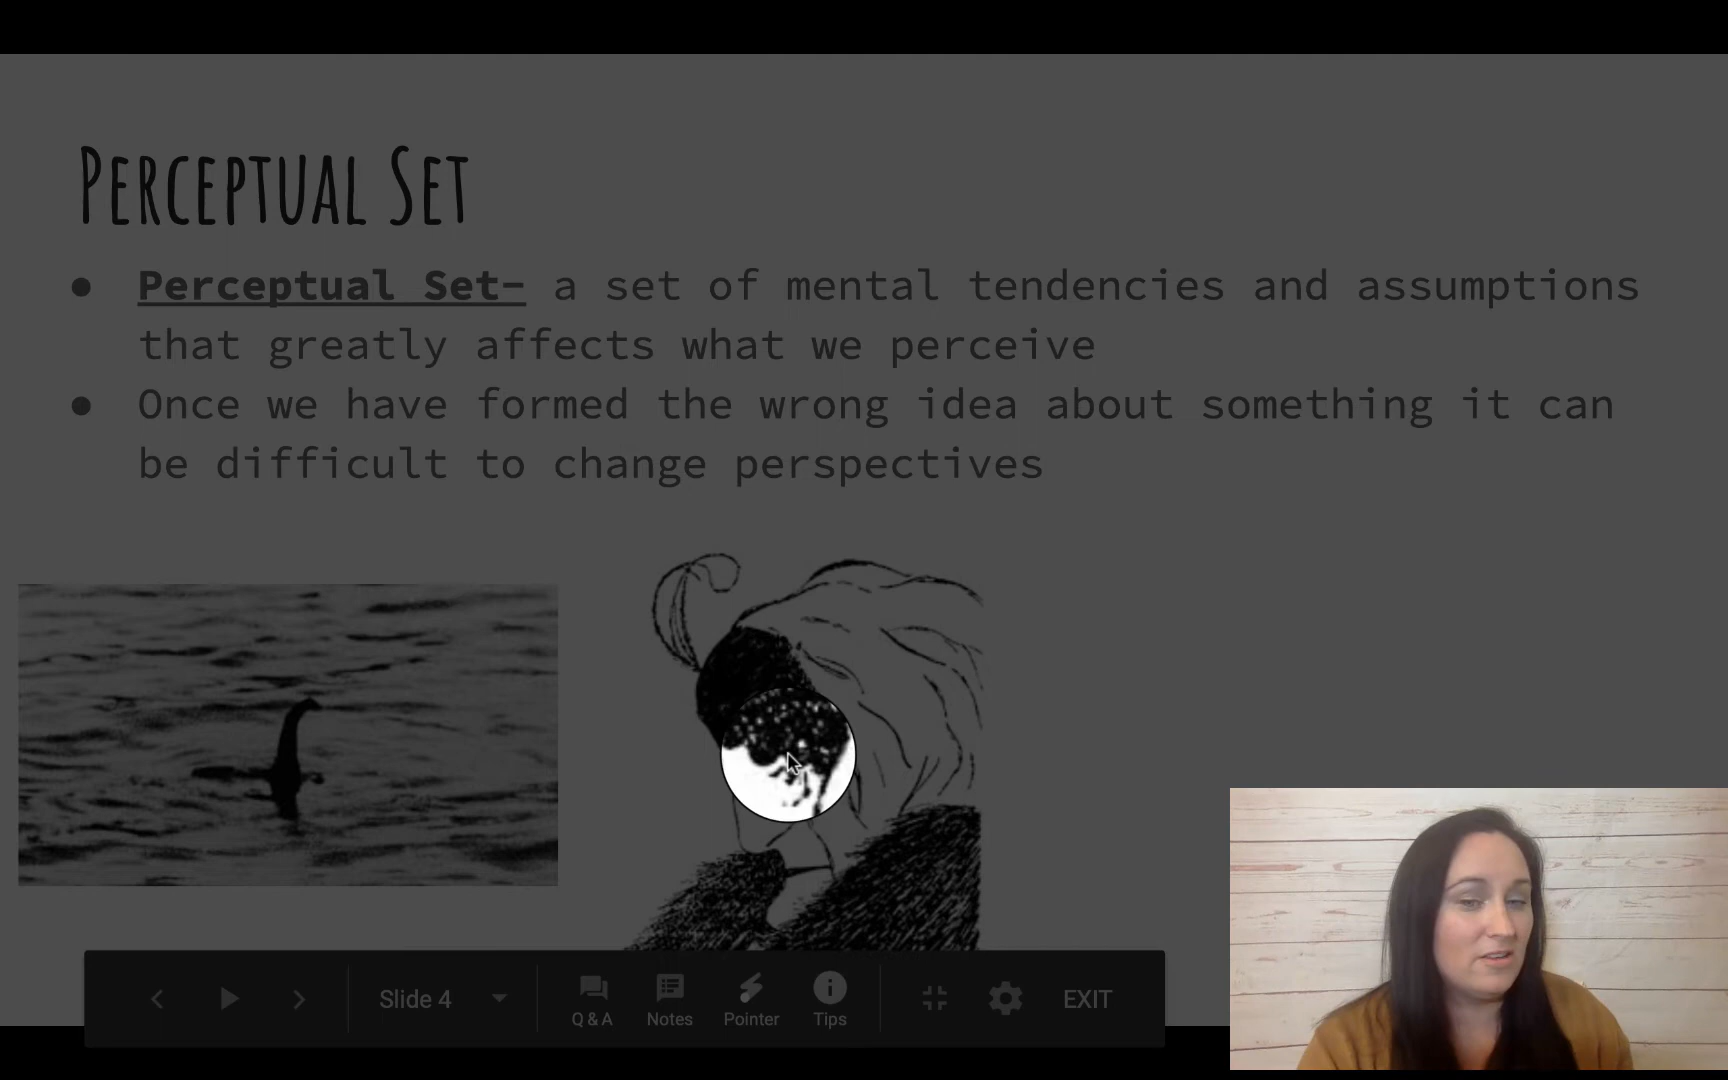 Perceptual Set
● Perceptual Set- a set of mental tendencies and assumptions
that greatly affects what we perceive
● Once we have formed the wrong idea about something it can
be difficult to change perspectives
Slide 4
Q & A Notes Pointer Tips
EXIT